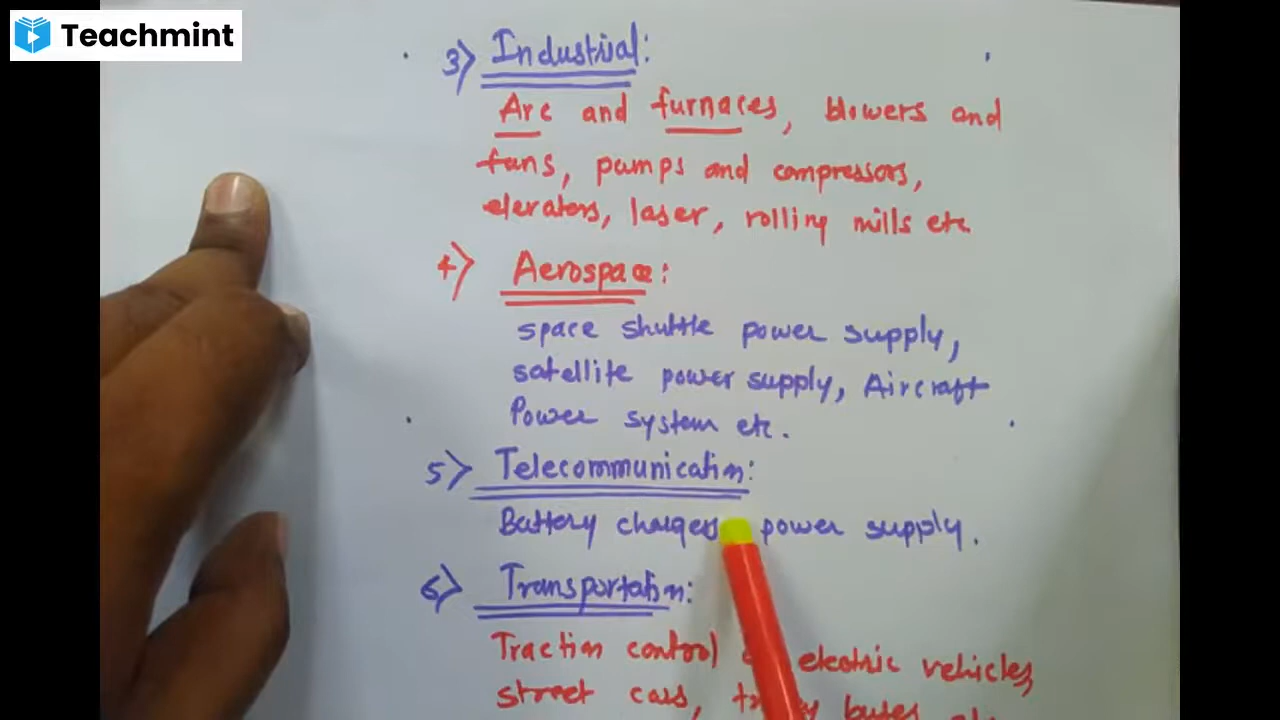 Teachmint
3) Industrial:
Arc and furnaces, blowers and
fans, pumps and compressors,
elevators, laser, rolling mills etc
4) Aerospace:
space shuttle power supply,
satellite power supply, Aircraft
Power system etc.
5) Telecommunication:
Battery charges power supply.
6) Transportation:
Traction control electric vehicles,
street cars, buses